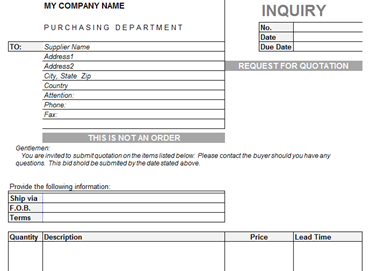 MY COMPANY NAME
INQUIRY
PURCHASING DEPARTMENT
No.
Date
Due Date
TO: Supplier Name
Address1
Address2
City, State Zip
Country
Attention:
Phone:
Fax:
REQUEST FOR QUOTATION
THIS IS NOT AN ORDER
Gentlemen:
You are invited to submit quotation on the items listed below: Please contact the buyer should you have any
questions. This bid should be submitted by the date stated above.
Provide the following information:
Ship via
F.O.B.
Terms
Quantity Description Price Lead Time